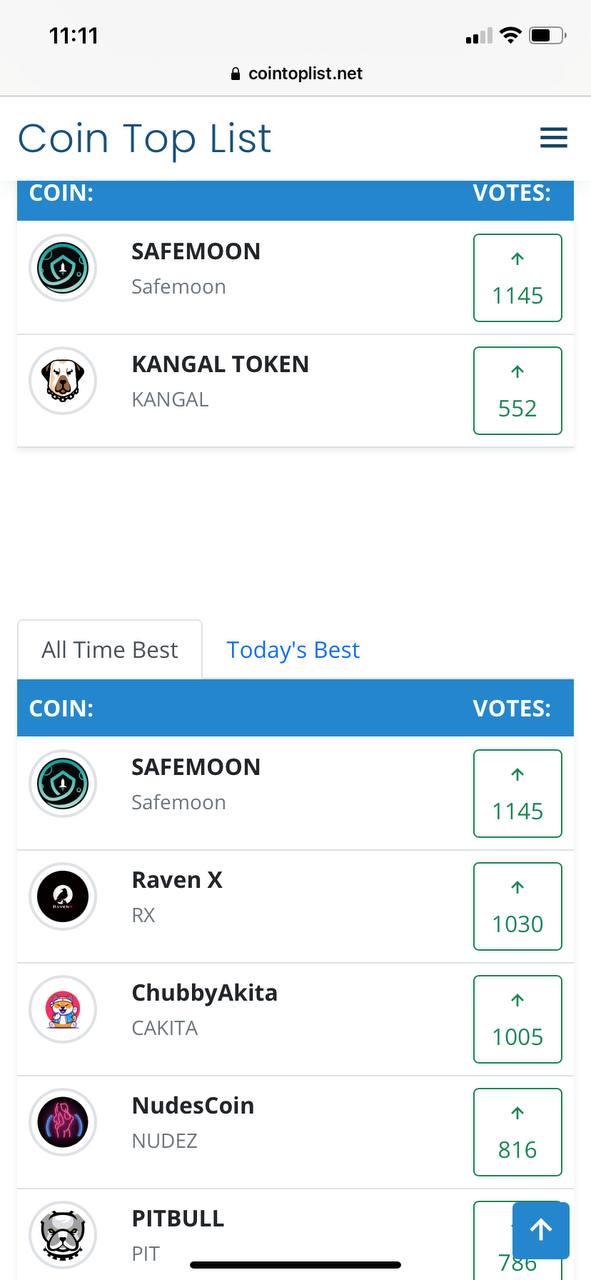 11:11
cointoplist.net
Coin Top List
COIN: VOTES:
SAFEMOON
Safemoon
1145
KANGAL TOKEN
KANGAL
552
All Time Best Today's Best
COIN: VOTES:
SAFEMOON
Safemoon
1145
Raven X
RX
1030
ChubbyAkita
CAKITA
1005
NudesCoin
NUDEZ
816
PITBULL
PIT
786